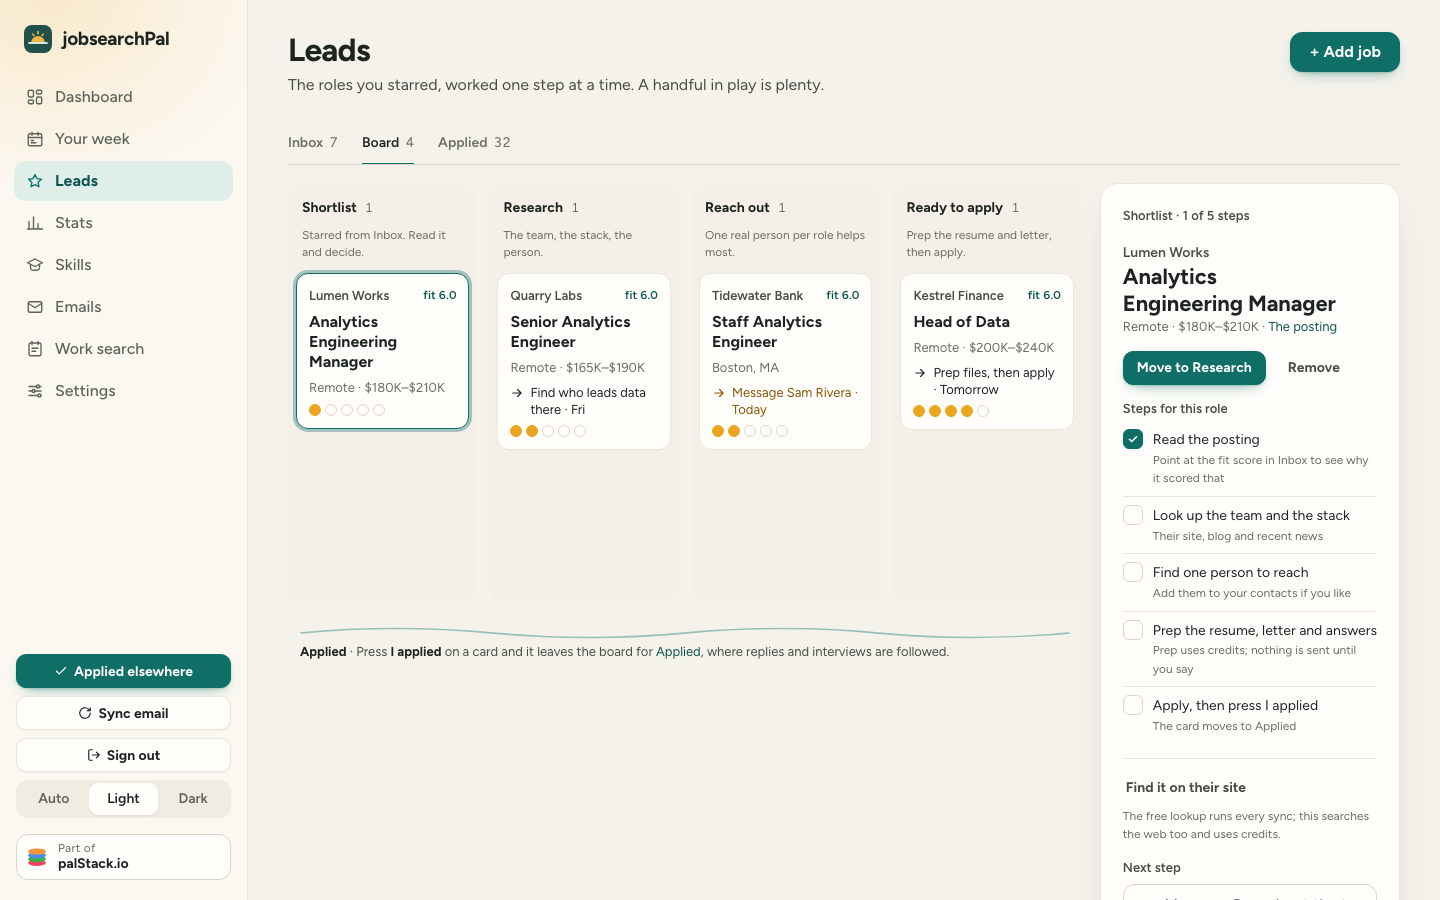 jobsearchPal
Dashboard
Your week
Leads
Stats
Skills
Emails
Work search
Settings
Applied elsewhere
Sync email
Sign out
Auto Light Dark
Part of
palStack.io
Leads
The roles you starred, worked one step at a time. A handful in play is plenty.
+ Add job
Inbox 7 Board 4 Applied 32
Shortlist 1
Starred from Inbox. Read it
and decide.
Lumen Works fit 6.0
Analytics
Engineering
Manager
Remote · $180K–$210K
Research 1
The team, the stack, the
person.
Quarry Labs fit 6.0
Senior Analytics
Engineer
Remote · $165K–$190K
→ Find who leads data
there · Fri
Reach out 1
One real person per role helps
most.
Tidewater Bank fit 6.0
Staff Analytics
Engineer
Boston, MA
→ Message Sam Rivera ·
Today
Ready to apply 1
Prep the resume and letter,
then apply.
Kestrel Finance fit 6.0
Head of Data
Remote · $200K–$240K
→ Prep files, then apply
· Tomorrow
Applied · Press I applied on a card and it leaves the board for Applied, where replies and interviews are followed.
Shortlist · 1 of 5 steps
Lumen Works
Analytics
Engineering Manager
Remote · $180K–$210K · The posting
Move to Research Remove
Steps for this role
Read the posting
Point at the fit score in Inbox to see why
it scored that
Look up the team and the stack
Their site, blog and recent news
Find one person to reach
Add them to your contacts if you like
Prep the resume, letter and answers
Prep uses credits; nothing is sent until
you say
Apply, then press I applied
The card moves to Applied
Find it on their site
The free lookup runs every sync; this searches
the web too and uses credits.
Next step